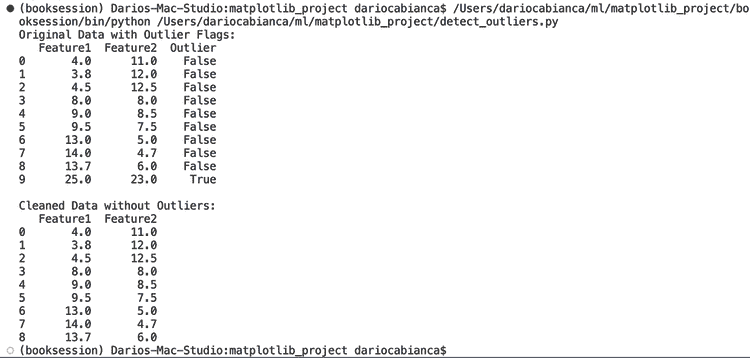 (booksession) Darios-Mac-Studio:matplotlib_project dariocabianca$ /Users/dariocabianca/ml/matplotlib_project/bo
oksession/bin/python /Users/dariocabianca/ml/matplotlib_project/detect_outliers.py
Original Data with Outlier Flags:
   Feature1  Feature2  Outlier
0       4.0      11.0    False
1       3.8      12.0    False
2       4.5      12.5    False
3       8.0       8.0    False
4       9.0       8.5    False
5       9.5       7.5    False
6      13.0       5.0    False
7      14.0       4.7    False
8      13.7       6.0    False
9      25.0      23.0     True

Cleaned Data without Outliers:
   Feature1  Feature2
0       4.0      11.0
1       3.8      12.0
2       4.5      12.5
3       8.0       8.0
4       9.0       8.5
5       9.5       7.5
6      13.0       5.0
7      14.0       4.7
8      13.7       6.0
(booksession) Darios-Mac-Studio:matplotlib_project dariocabianca$